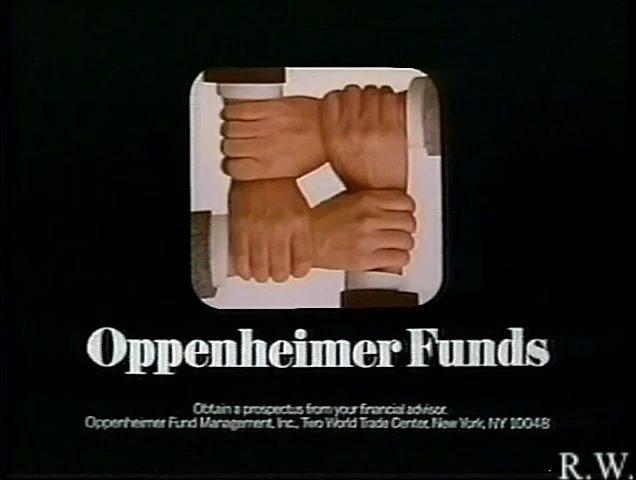 Oppenheimer Funds
Obtain a prospectus from your financial advisor.
Oppenheimer Fund Management, Inc., Two World Trade Center, New York, NY 10048
R.W.